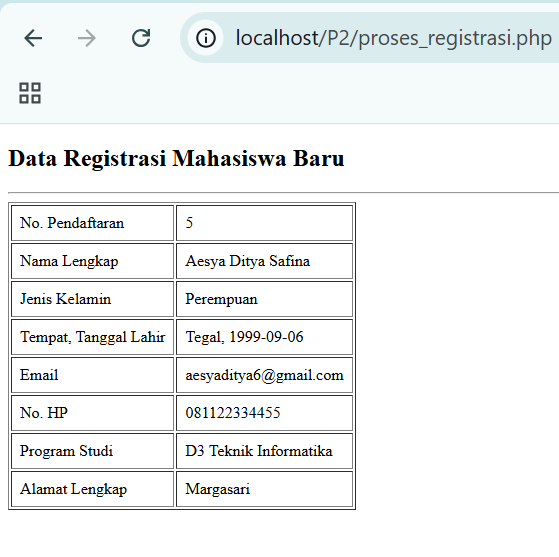 localhost/P2/proses_registrasi.php
Data Registrasi Mahasiswa Baru
No. Pendaftaran 5
Nama Lengkap Aesya Ditya Safina
Jenis Kelamin Perempuan
Tempat, Tanggal Lahir Tegal, 1999-09-06
Email aesyaditya6@gmail.com
No. HP 081122334455
Program Studi D3 Teknik Informatika
Alamat Lengkap Margasari